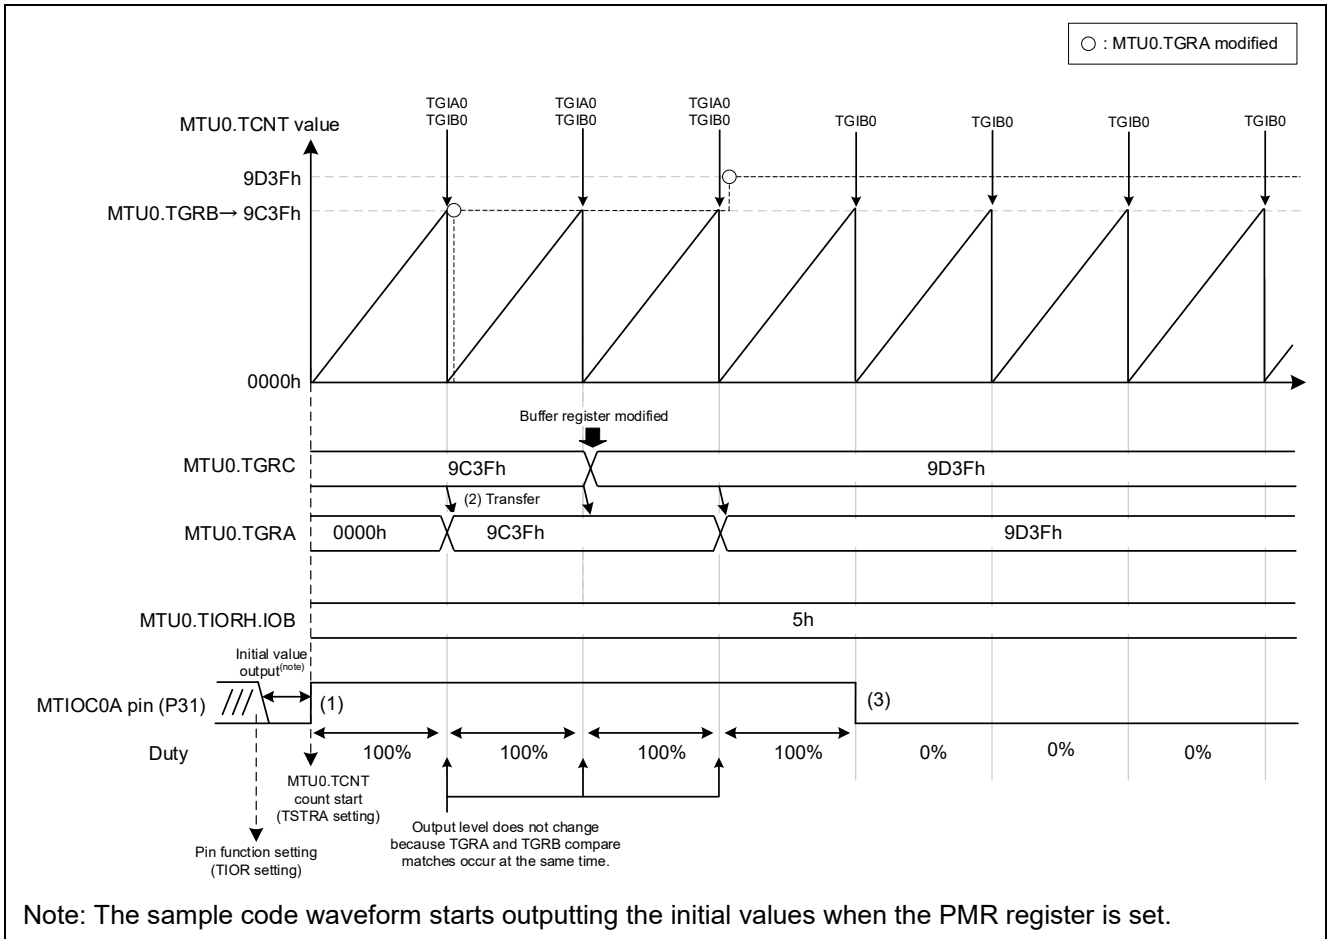 : MTU0.TGRA modified
TGIA0
TGIB0
TGIA0
TGIB0
TGIA0
TGIB0
TGIB0
TGIB0
TGIB0
TGIB0
MTU0.TCNT value
9D3Fh
MTU0.TGRB→ 9C3Fh
0000h
Buffer register modified
MTU0.TGRC
9C3Fh
9D3Fh
(2) Transfer
MTU0.TGRA
0000h
9C3Fh
9D3Fh
MTU0.TIORH.IOB
5h
Initial value
output(note)
MTIOC0A pin (P31)
(1)
(3)
Duty
100%
100%
100%
100%
0%
0%
0%
MTU0.TCNT
count start
(TSTRA setting)
Pin function setting
(TIOR setting)
Output level does not change
because TGRA and TGRB compare
matches occur at the same time.
Note: The sample code waveform starts outputting the initial values when the PMR register is set.